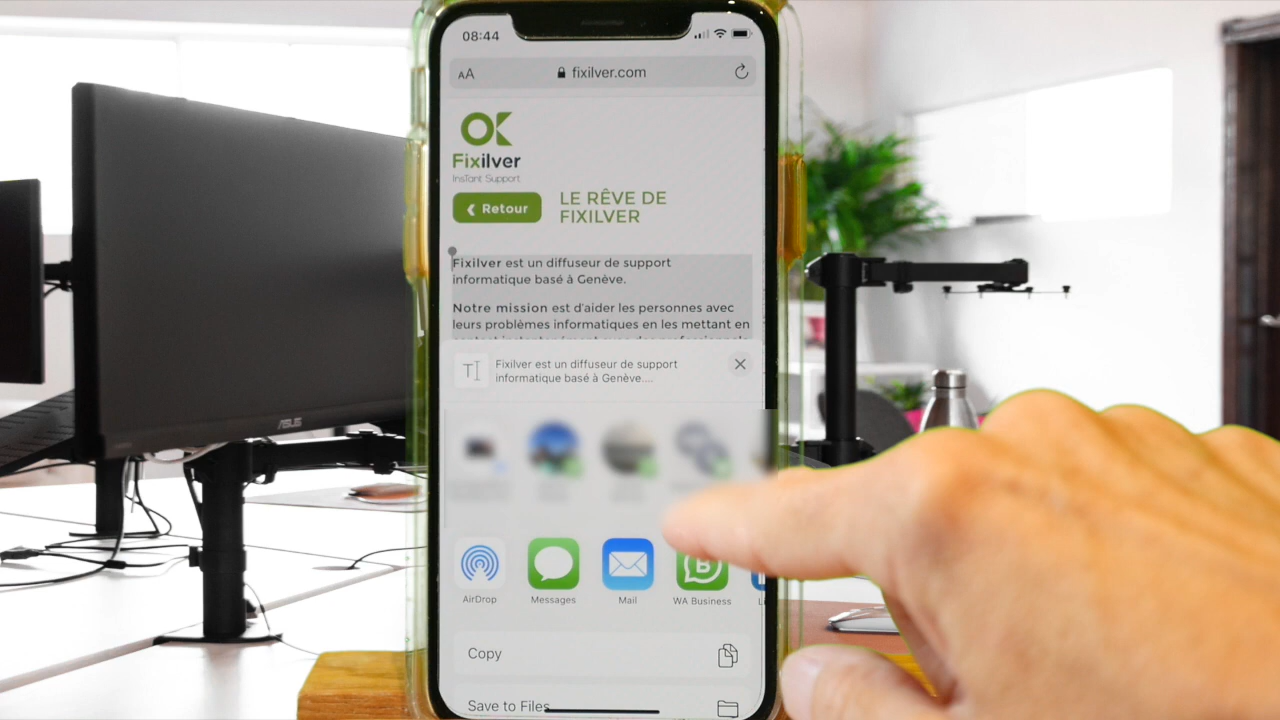 08:44
AA
fixilver.com
Fixilver
InsTant Support
Retour
LE RÊVE DE
FIXILVER
Fixilver est un diffuseur de support
informatique basé à Genève.
Notre mission est d'aider les personnes avec
leurs problèmes informatiques en les mettant en
Fixilver est un diffuseur de support
informatique basé à Genève....
AirDrop
Messages
Mail
WA Business
Copy
Save to Files
ASUS